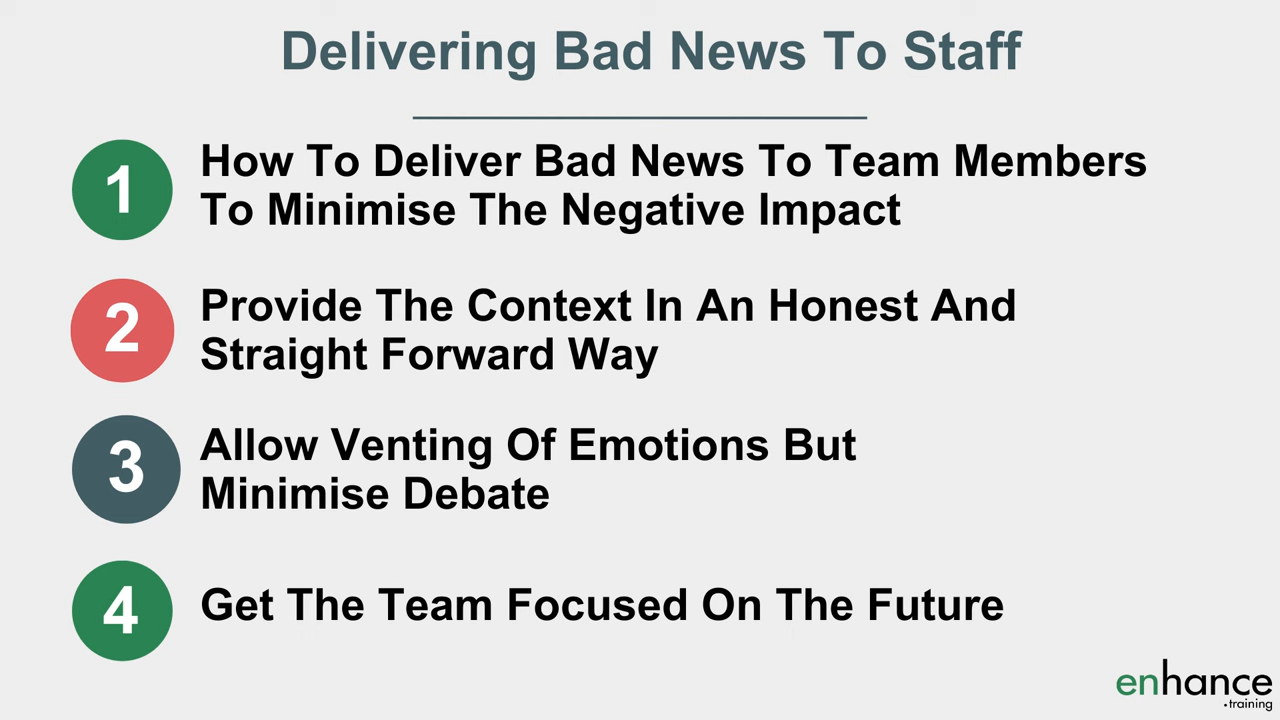 Delivering Bad News To Staff
1
How To Deliver Bad News To Team Members
To Minimise The Negative Impact
2
Provide The Context In An Honest And
Straight Forward Way
3
Allow Venting Of Emotions But
Minimise Debate
4
Get The Team Focused On The Future
enhance
.training